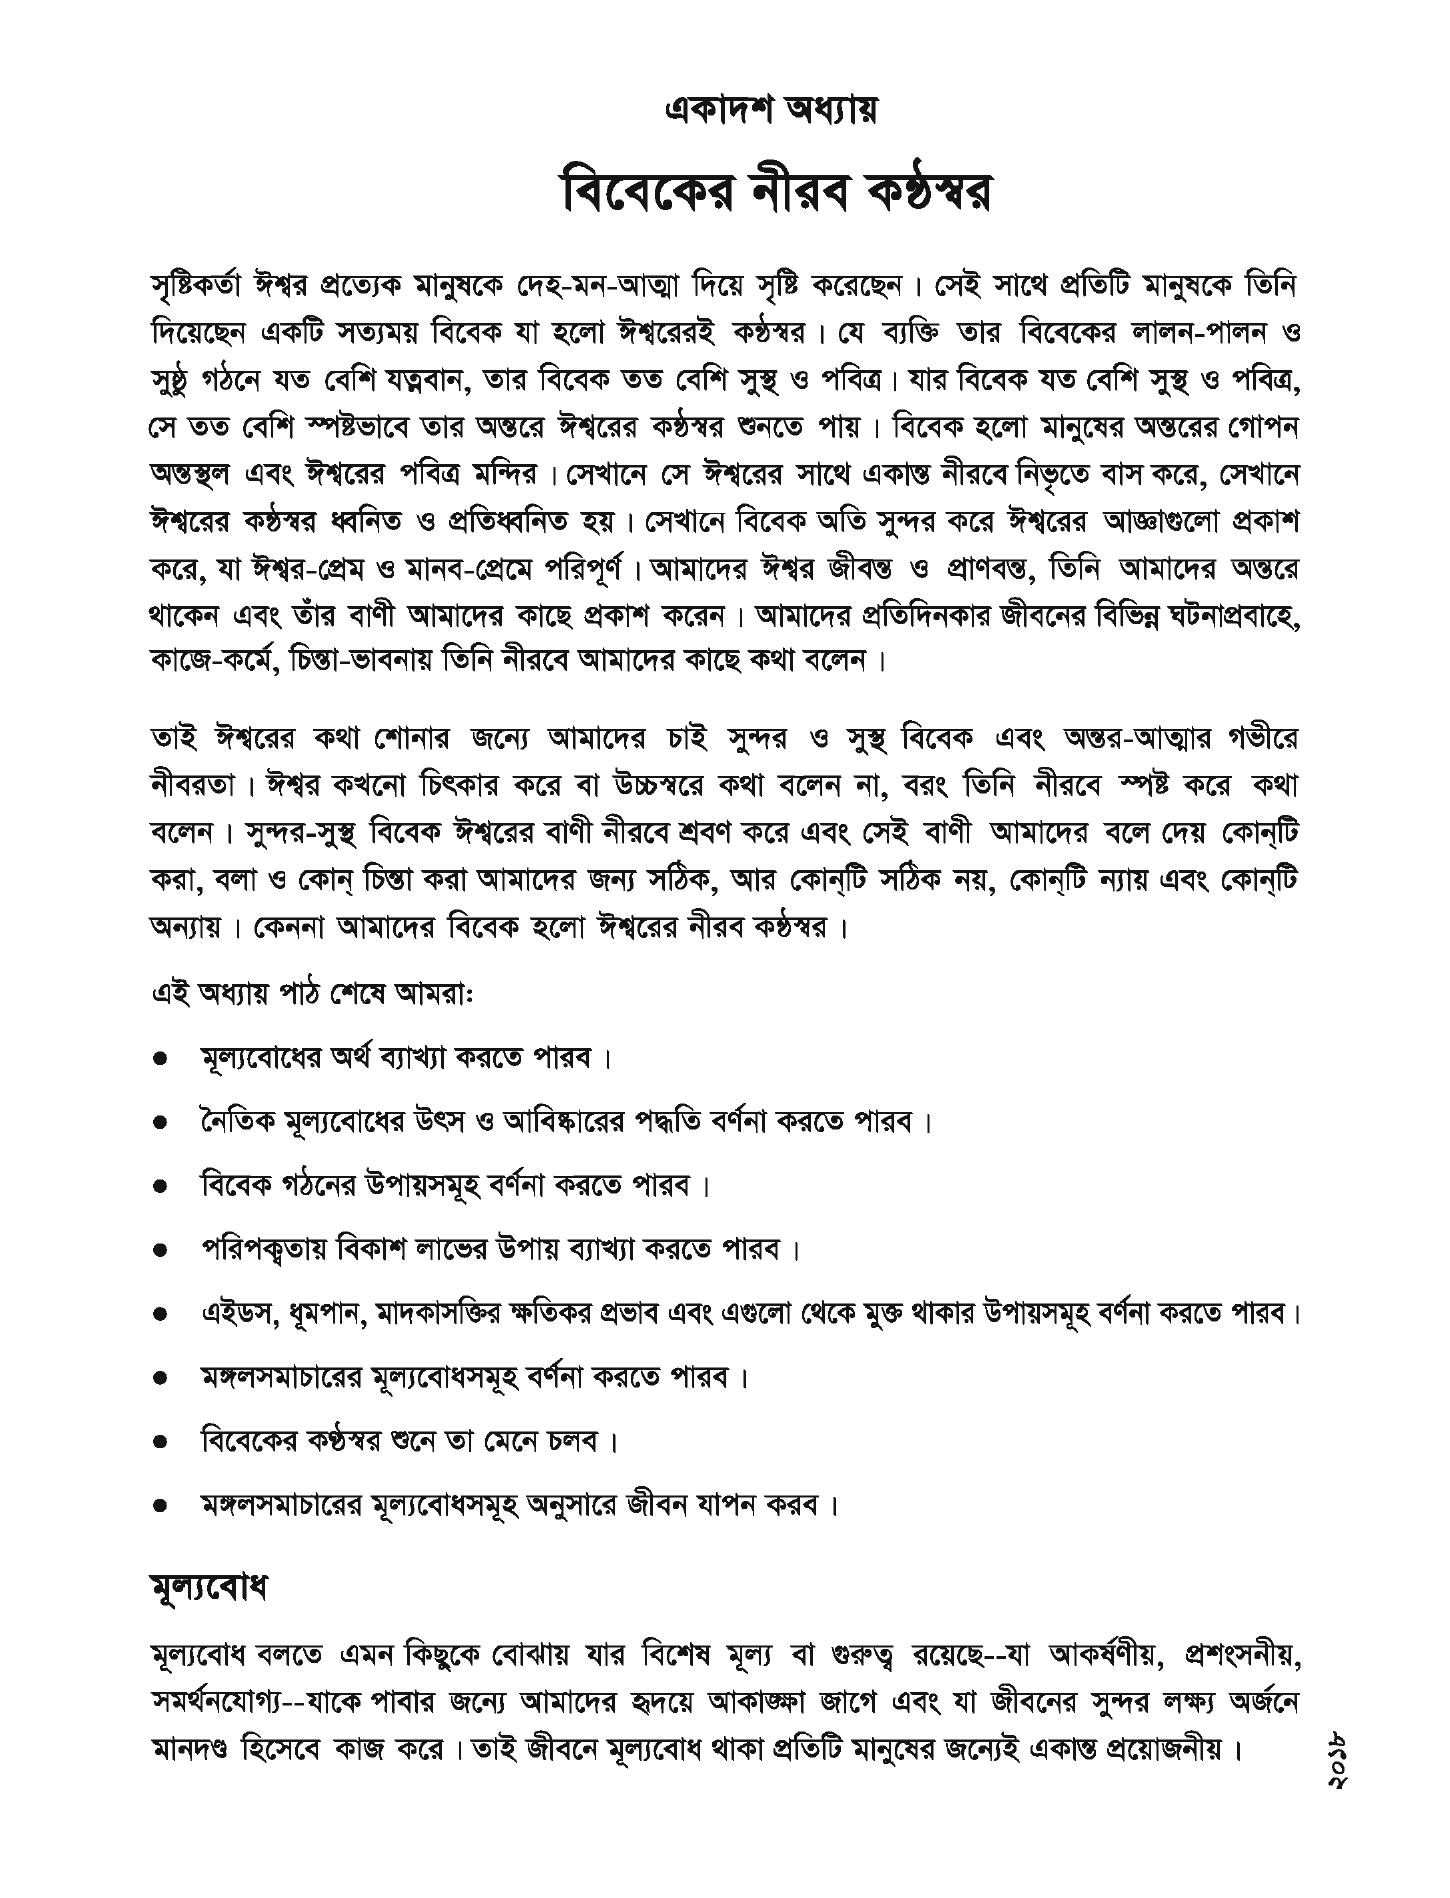 একাদশ অধ্যায়
বিবেকের নীরব কণ্ঠস্বর
সৃষ্টিকর্তা ঈশ্বর প্রত্যেক মানুষকে দেহ-মন-আত্মা দিয়ে সৃষ্টি করেছেন। সেই সাথে প্রতিটি মানুষকে তিনি
দিয়েছেন একটি সত্যময় বিবেক যা হলো ঈশ্বরেরই কণ্ঠস্বর। যে ব্যক্তি তার বিবেকের লালন-পালন ও
সুষ্ঠু গঠনে যত বেশি যত্নবান, তার বিবেক তত বেশি সুস্থ ও পবিত্র। যার বিবেক যত বেশি সুস্থ ও পবিত্র,
সে তত বেশি স্পষ্টভাবে তার অন্তরে ঈশ্বরের কণ্ঠস্বর শুনতে পায়। বিবেক হলো মানুষের অন্তরের গোপন
অন্তস্থল এবং ঈশ্বরের পবিত্র মন্দির। সেখানে সে ঈশ্বরের সাথে একান্ত নীরবে নিভৃতে বাস করে, সেখানে
ঈশ্বরের কণ্ঠস্বর ধ্বনিত ও প্রতিধ্বনিত হয়। সেখানে বিবেক অতি সুন্দর করে ঈশ্বরের আজ্ঞাগুলো প্রকাশ
করে, যা ঈশ্বর-প্রেম ও মানব-প্রেমে পরিপূর্ণ। আমাদের ঈশ্বর জীবন্ত ও প্রাণবন্ত, তিনি আমাদের অন্তরে
থাকেন এবং তাঁর বাণী আমাদের কাছে প্রকাশ করেন। আমাদের প্রতিদিনকার জীবনের বিভিন্ন ঘটনাপ্রবাহে,
কাজে-কর্মে, চিন্তা-ভাবনায় তিনি নীরবে আমাদের কাছে কথা বলেন।
তাই ঈশ্বরের কথা শোনার জন্যে আমাদের চাই সুন্দর ও সুস্থ বিবেক এবং অন্তর-আত্মার গভীরে
নীবরতা। ঈশ্বর কখনো চিৎকার করে বা উচ্চস্বরে কথা বলেন না, বরং তিনি নীরবে স্পষ্ট করে কথা
বলেন। সুন্দর-সুস্থ বিবেক ঈশ্বরের বাণী নীরবে শ্রবণ করে এবং সেই বাণী আমাদের বলে দেয় কোন্‌টি
করা, বলা ও কোন্ চিন্তা করা আমাদের জন্য সঠিক, আর কোন্‌টি সঠিক নয়, কোন্‌টি ন্যায় এবং কোন্‌টি
অন্যায়। কেননা আমাদের বিবেক হলো ঈশ্বরের নীরব কণ্ঠস্বর।
এই অধ্যায় পাঠ শেষে আমরা:
● মূল্যবোধের অর্থ ব্যাখ্যা করতে পারব।
● নৈতিক মূল্যবোধের উৎস ও আবিষ্কারের পদ্ধতি বর্ণনা করতে পারব।
● বিবেক গঠনের উপায়সমূহ বর্ণনা করতে পারব।
● পরিপক্বতায় বিকাশ লাভের উপায় ব্যাখ্যা করতে পারব।
● এইডস, ধূমপান, মাদকাসক্তির ক্ষতিকর প্রভাব এবং এগুলো থেকে মুক্ত থাকার উপায়সমূহ বর্ণনা করতে পারব।
● মঙ্গলসমাচারের মূল্যবোধসমূহ বর্ণনা করতে পারব।
● বিবেকের কণ্ঠস্বর শুনে তা মেনে চলব।
● মঙ্গলসমাচারের মূল্যবোধসমূহ অনুসারে জীবন যাপন করব।
মূল্যবোধ
মূল্যবোধ বলতে এমন কিছুকে বোঝায় যার বিশেষ মূল্য বা গুরুত্ব রয়েছে--যা আকর্ষণীয়, প্রশংসনীয়,
সমর্থনযোগ্য--যাকে পাবার জন্যে আমাদের হৃদয়ে আকাঙ্ক্ষা জাগে এবং যা জীবনের সুন্দর লক্ষ্য অর্জনে
মানদণ্ড হিসেবে কাজ করে। তাই জীবনে মূল্যবোধ থাকা প্রতিটি মানুষের জন্যেই একান্ত প্রয়োজনীয়।
২০১৮